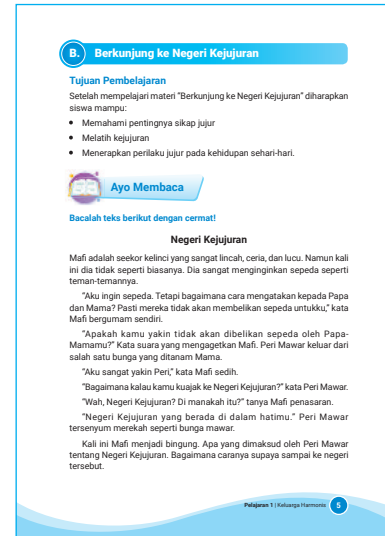 B. Berkunjung ke Negeri Kejujuran
Tujuan Pembelajaran
Setelah mempelajari materi "Berkunjung ke Negeri Kejujuran" diharapkan
siswa mampu:
• Memahami pentingnya sikap jujur
• Melatih kejujuran
• Menerapkan perilaku jujur pada kehidupan sehari-hari.
Ayo Membaca
Bacalah teks berikut dengan cermat!
Negeri Kejujuran
Mafi adalah seekor kelinci yang sangat lincah, ceria, dan lucu. Namun kali
ini dia tidak seperti biasanya. Dia sangat menginginkan sepeda seperti
teman-temannya.
"Aku ingin sepeda. Tetapi bagaimana cara mengatakan kepada Papa
dan Mama? Pasti mereka tidak akan membelikan sepeda untukku," kata
Mafi bergumam sendiri.
"Apakah kamu yakin tidak akan dibelikan sepeda oleh Papa-
Mamamu?" Kata suara yang mengagetkan Mafi. Peri Mawar keluar dari
salah satu bunga yang ditanam Mama.
"Aku sangat yakin Peri," kata Mafi sedih.
"Bagaimana kalau kamu kuajak ke Negeri Kejujuran?" kata Peri Mawar.
"Wah, Negeri Kejujuran? Di manakah itu?" tanya Mafi penasaran.
"Negeri Kejujuran yang berada di dalam hatimu." Peri Mawar
tersenyum merekah seperti bunga mawar.
Kali ini Mafi menjadi bingung. Apa yang dimaksud oleh Peri Mawar
tentang Negeri Kejujuran. Bagaimana caranya supaya sampai ke negeri
tersebut.
Pelajaran 1 | Keluarga Harmonis 5